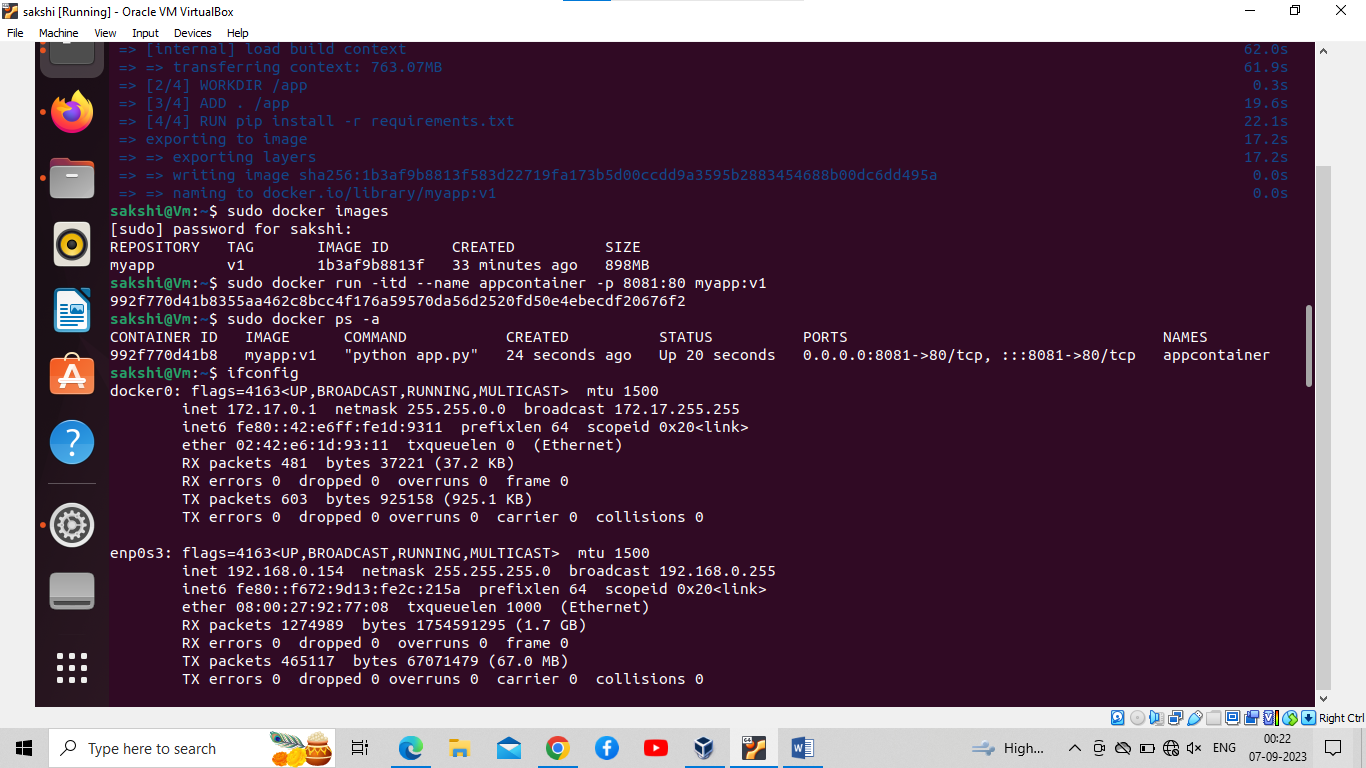 sakshi [Running] - Oracle VM VirtualBox
File Machine View Input Devices Help
=> [internal] load build context 62.0s
=> => transferring context: 763.07MB 61.9s
=> [2/4] WORKDIR /app 0.3s
=> [3/4] ADD . /app 19.6s
=> [4/4] RUN pip install -r requirements.txt 22.1s
=> exporting to image 17.2s
=> => exporting layers 17.2s
=> => writing image sha256:1b3af9b8813f583d22719fa173b5d00ccdd9a3595b2883454688b00dc6dd495a 0.0s
=> => naming to docker.io/library/myapp:v1 0.0s
sakshi@Vm:~$ sudo docker images
[sudo] password for sakshi:
REPOSITORY TAG IMAGE ID CREATED SIZE
myapp v1 1b3af9b8813f 33 minutes ago 898MB
sakshi@Vm:~$ sudo docker run -itd --name appcontainer -p 8081:80 myapp:v1
992f770d41b8355aa462c8bcc4f176a59570da56d2520fd50e4ebecdf20676f2
sakshi@Vm:~$ sudo docker ps -a
CONTAINER ID IMAGE COMMAND CREATED STATUS PORTS NAMES
992f770d41b8 myapp:v1 "python app.py" 24 seconds ago Up 20 seconds 0.0.0.0:8081->80/tcp, :::8081->80/tcp appcontainer
sakshi@Vm:~$ ifconfig
docker0: flags=4163<UP,BROADCAST,RUNNING,MULTICAST> mtu 1500
inet 172.17.0.1 netmask 255.255.0.0 broadcast 172.17.255.255
inet6 fe80::42:e6ff:fe1d:9311 prefixlen 64 scopeid 0x20<link>
ether 02:42:e6:1d:93:11 txqueuelen 0 (Ethernet)
RX packets 481 bytes 37221 (37.2 KB)
RX errors 0 dropped 0 overruns 0 frame 0
TX packets 603 bytes 925158 (925.1 KB)
TX errors 0 dropped 0 overruns 0 carrier 0 collisions 0
enp0s3: flags=4163<UP,BROADCAST,RUNNING,MULTICAST> mtu 1500
inet 192.168.0.154 netmask 255.255.255.0 broadcast 192.168.0.255
inet6 fe80::f672:9d13:fe2c:215a prefixlen 64 scopeid 0x20<link>
ether 08:00:27:92:77:08 txqueuelen 1000 (Ethernet)
RX packets 1274989 bytes 1754591295 (1.7 GB)
RX errors 0 dropped 0 overruns 0 frame 0
TX packets 465117 bytes 67071479 (67.0 MB)
TX errors 0 dropped 0 overruns 0 carrier 0 collisions 0
Right Ctrl
Type here to search
High...
ENG
00:22
07-09-2023